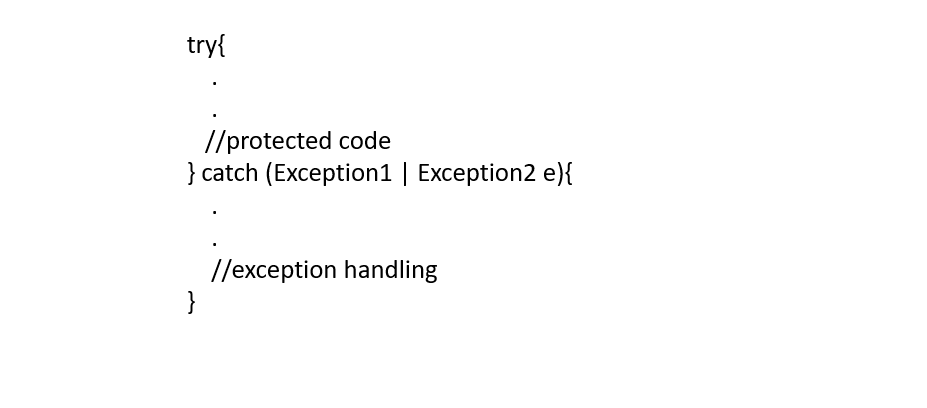 try{
.
.
//protected code
} catch (Exception1 | Exception2 e){
.
.
//exception handling
}